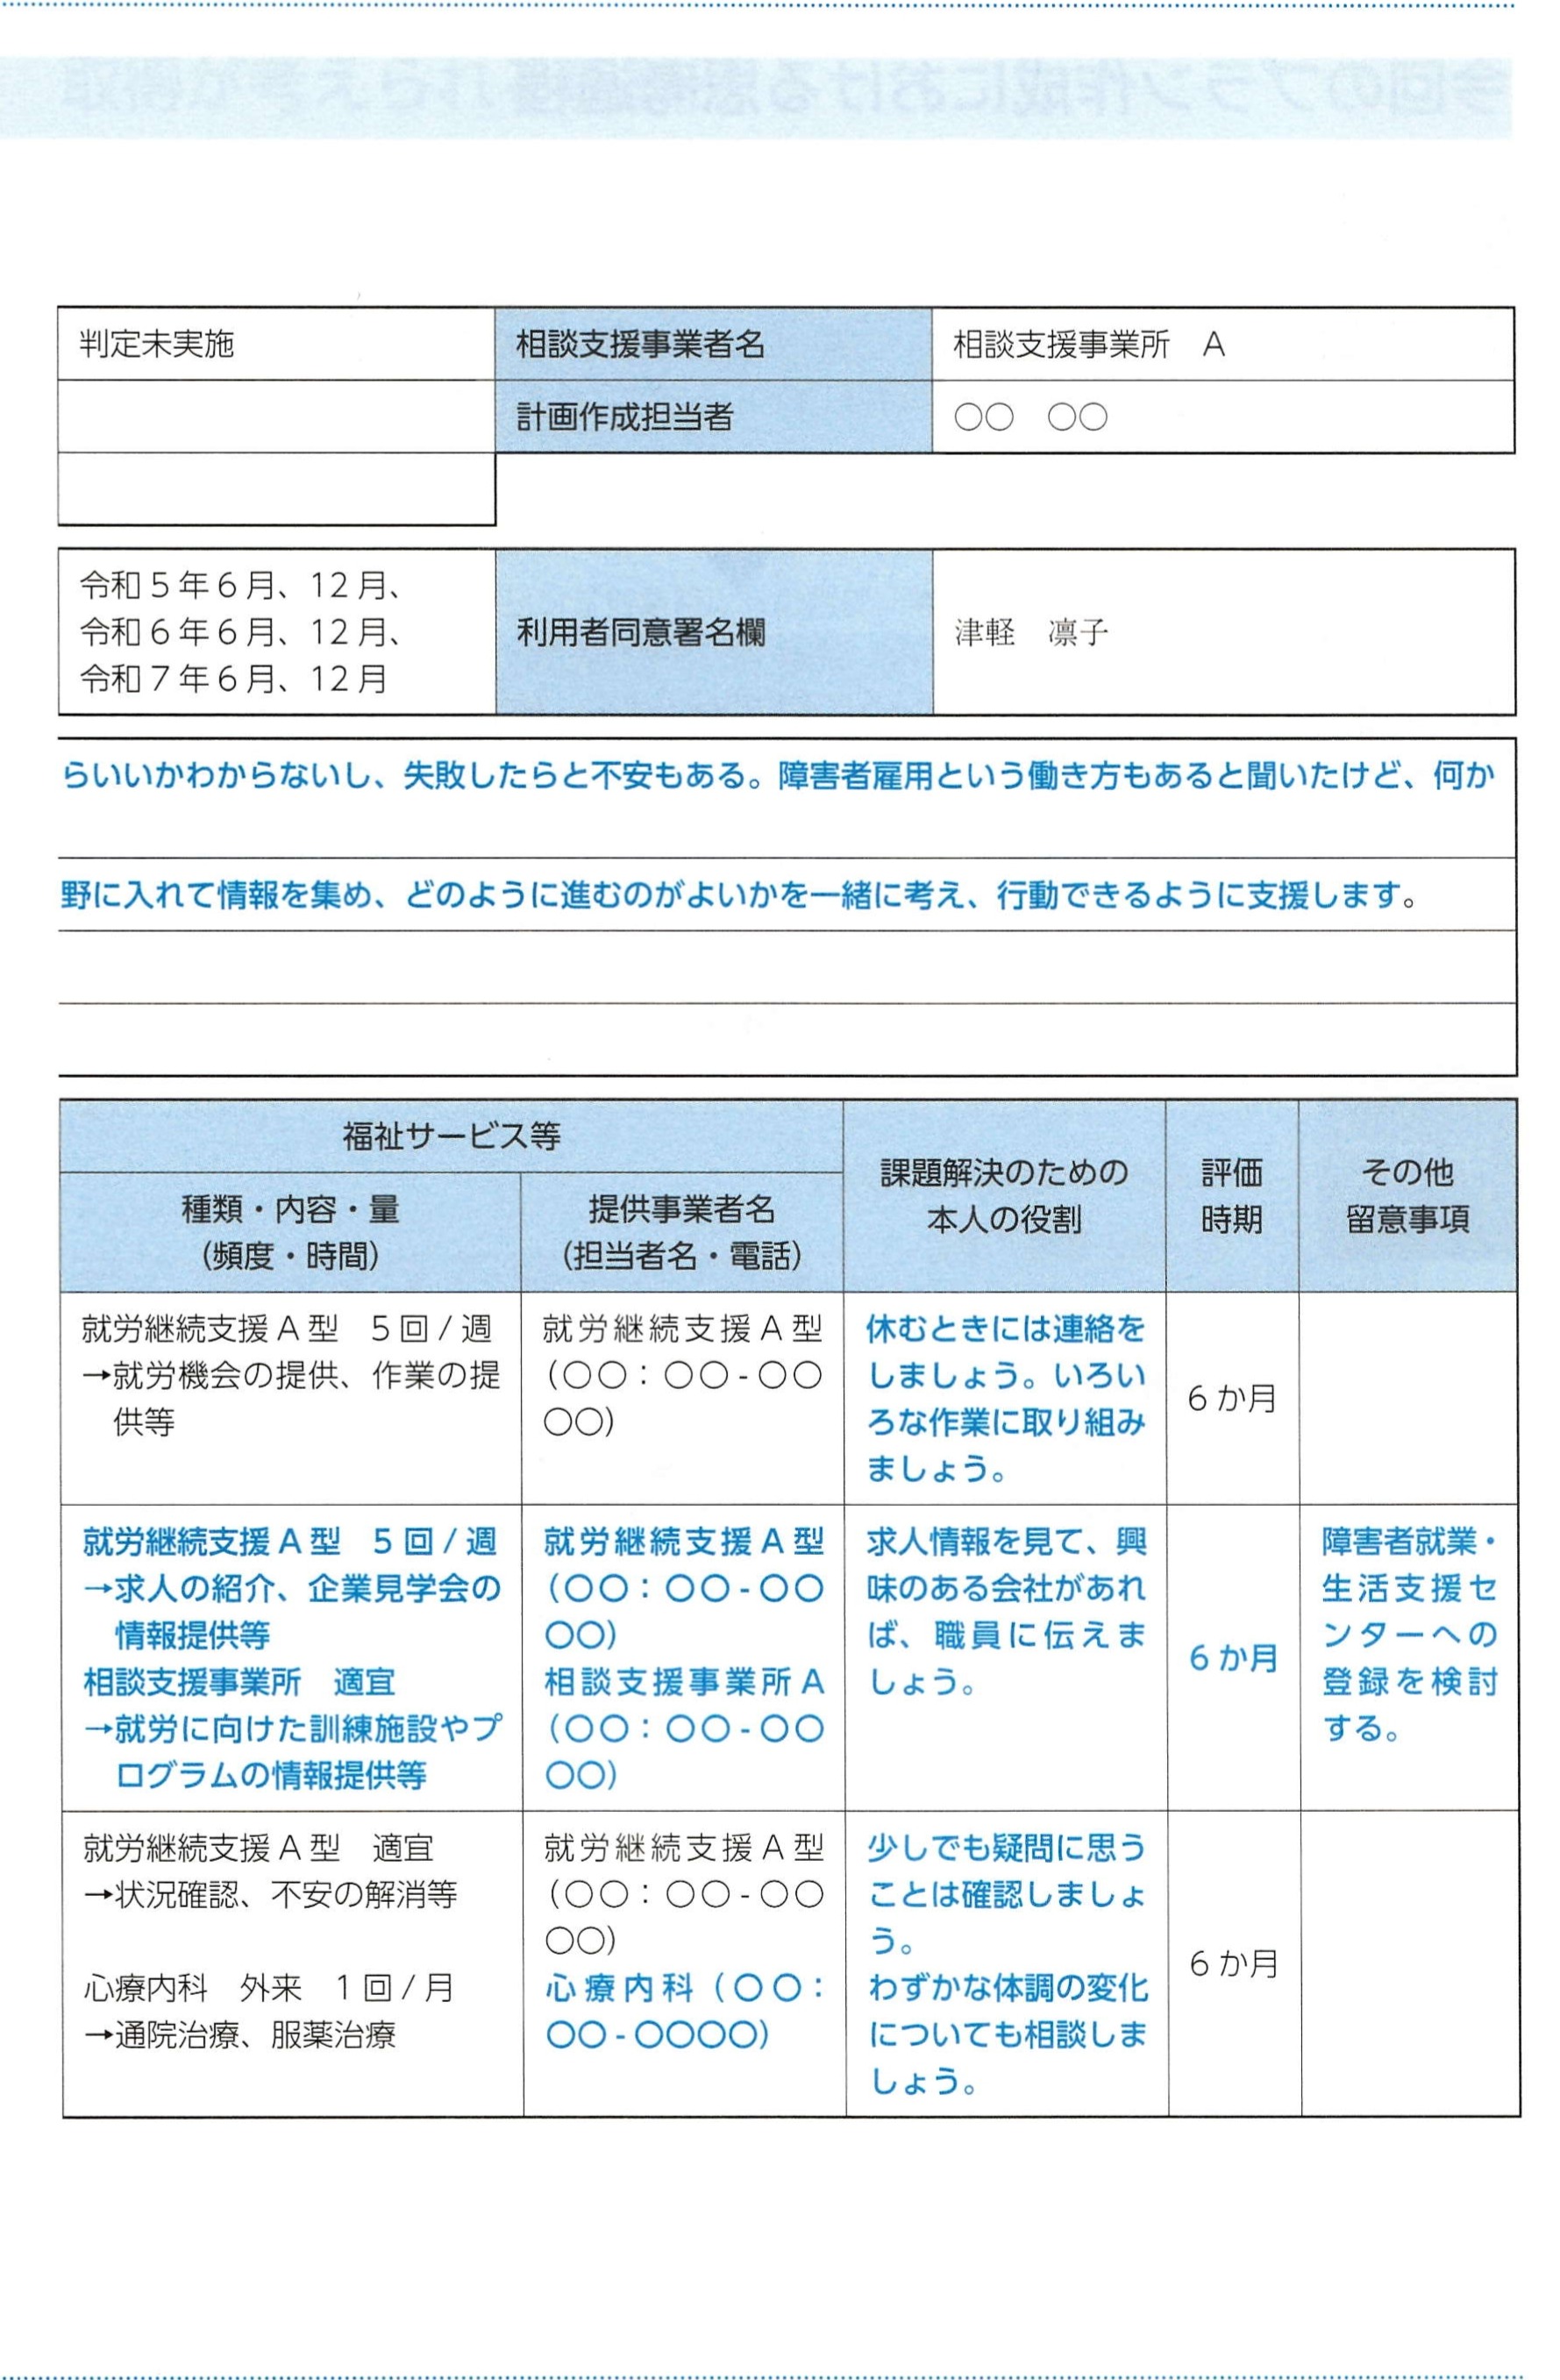 判定未実施
相談支援事業者名
相談支援事業所　A
計画作成担当者
○○　○○
令和5年6月、12月、
令和6年6月、12月、
令和7年6月、12月
利用者同意署名欄
津軽　凛子
らいいかわからないし、失敗したらと不安もある。障害者雇用という働き方もあると聞いたけど、何か
野に入れて情報を集め、どのように進むのがよいかを一緒に考え、行動できるように支援します。
福祉サービス等
種類・内容・量
（頻度・時間）
提供事業者名
（担当者名・電話）
課題解決のための
本人の役割
評価
時期
その他
留意事項
就労継続支援A型　5回/週
→就労機会の提供、作業の提
供等
就労継続支援A型
（○○：○○-○○
○○）
休むときには連絡を
しましょう。いろい
ろな作業に取り組み
ましょう。
6か月
就労継続支援A型　5回/週
→求人の紹介、企業見学会の
情報提供等
相談支援事業所　適宜
→就労に向けた訓練施設やプ
ログラムの情報提供等
就労継続支援A型
（○○：○○-○○
○○）
相談支援事業所A
（○○：○○-○○
○○）
求人情報を見て、興
味のある会社があれ
ば、職員に伝えま
しょう。
6か月
障害者就業・
生活支援セ
ンターへの
登録を検討
する。
就労継続支援A型　適宜
→状況確認、不安の解消等
心療内科　外来　1回/月
→通院治療、服薬治療
就労継続支援A型
（○○：○○-○○
○○）
心療内科（○○：
○○-○○○○）
少しでも疑問に思う
ことは確認しましょ
う。
わずかな体調の変化
についても相談しま
しょう。
6か月